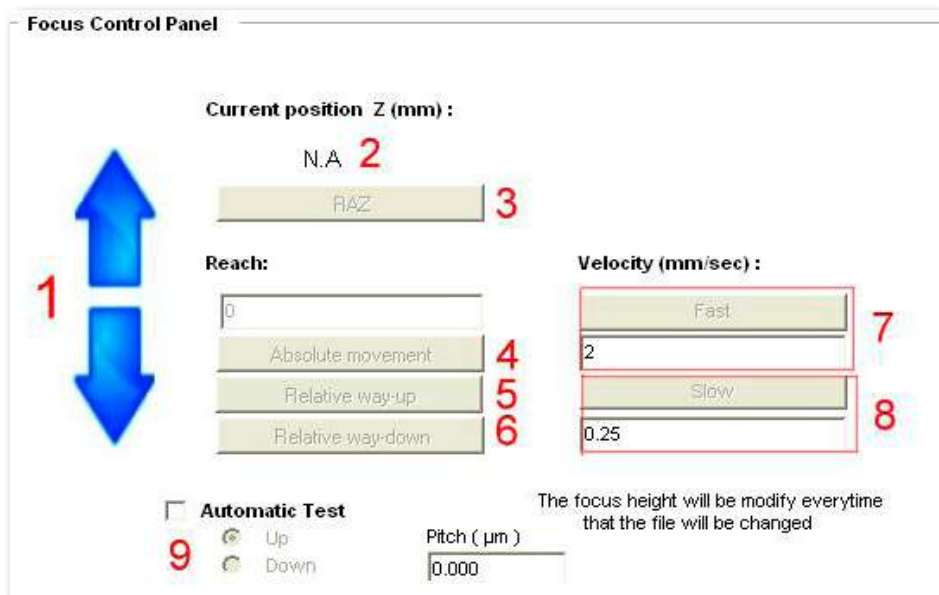 Focus Control Panel
Current position Z (mm) :
N.A 2
RAZ 3
1
Reach:
0
Absolute movement 4
Relative way-up 5
Relative way-down 6
Velocity (mm/sec) :
Fast
2
7
Slow
0.25
8
Automatic Test
9
Up
Down
Pitch ( µm )
0.000
The focus height will be modify everytime
that the file will be changed